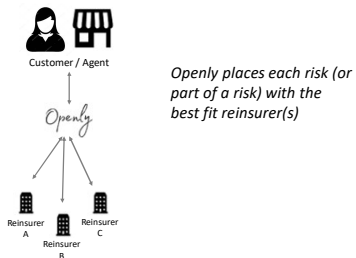 Customer / Agent
Openly places each risk (or
part of a risk) with the
best fit reinsurer(s)
Openly
Reinsurer
A
Reinsurer
B
Reinsurer
C